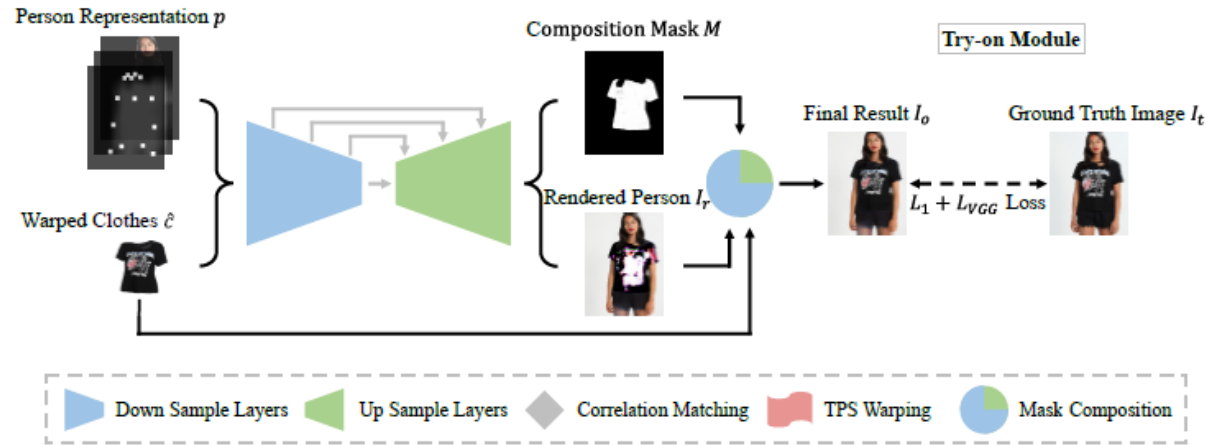 Person Representation p
Composition Mask M
Try-on Module
Final Result I_o
Ground Truth Image I_t
Warped Clothes ĉ
Rendered Person I_r
L_1 + L_VGG Loss
Down Sample Layers
Up Sample Layers
Correlation Matching
TPS Warping
Mask Composition